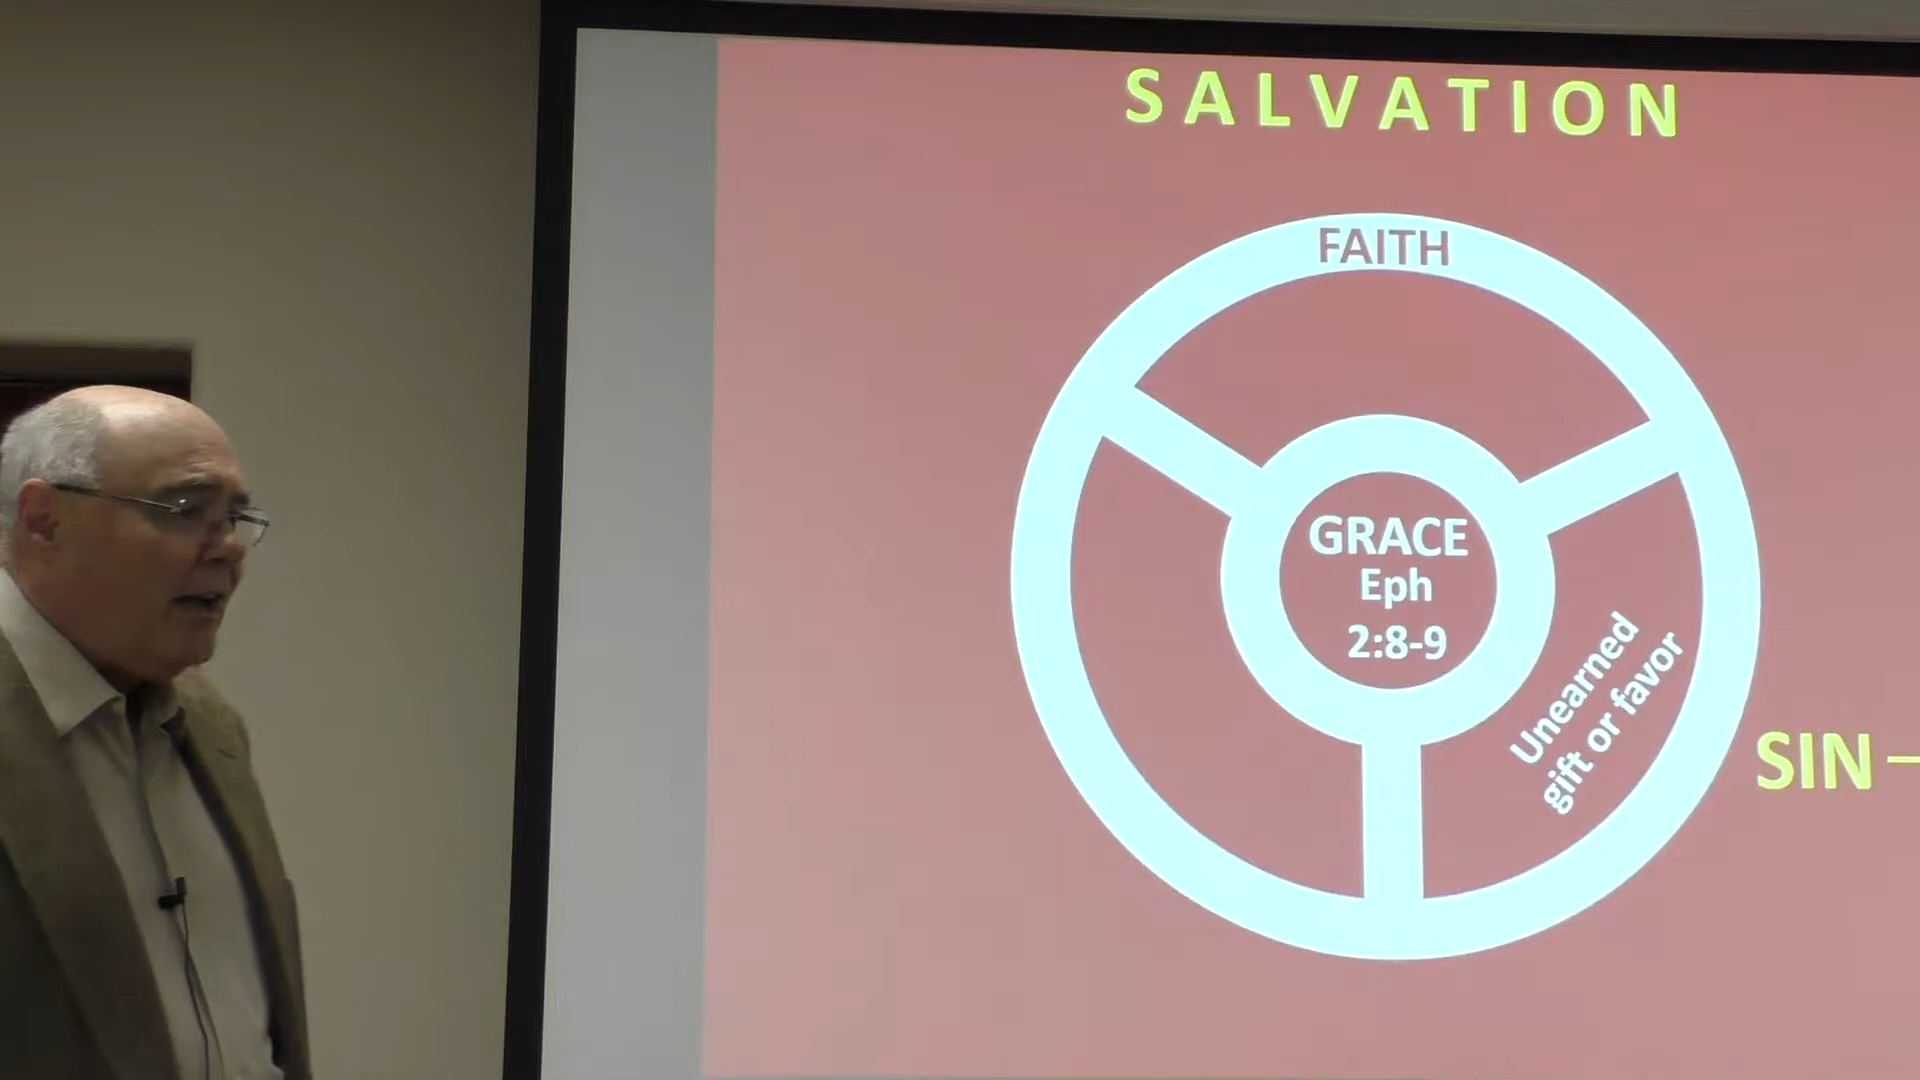 SALVATION
FAITH
GRACE
Eph
2:8-9
Unearned
gift or favor
SIN –